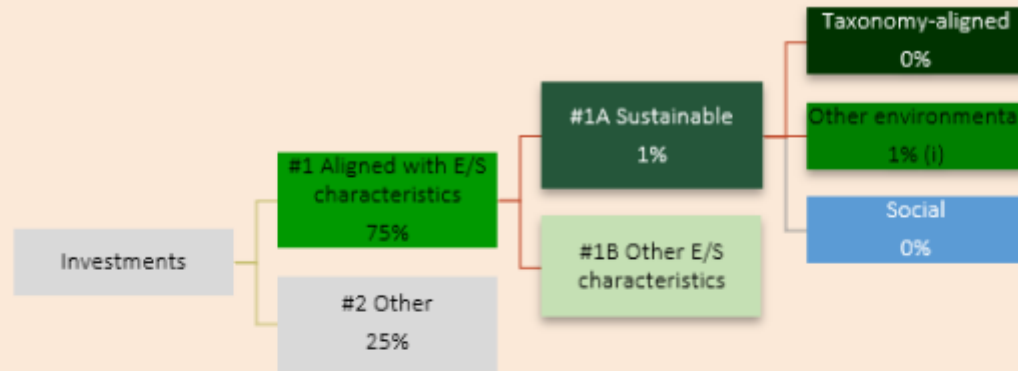 Taxonomy-aligned
0%
#1A Sustainable
1%
Other environmenta
1% (i)
#1 Aligned with E/S
characteristics
75%
Social
0%
#1B Other E/S
characteristics
Investments
#2 Other
25%